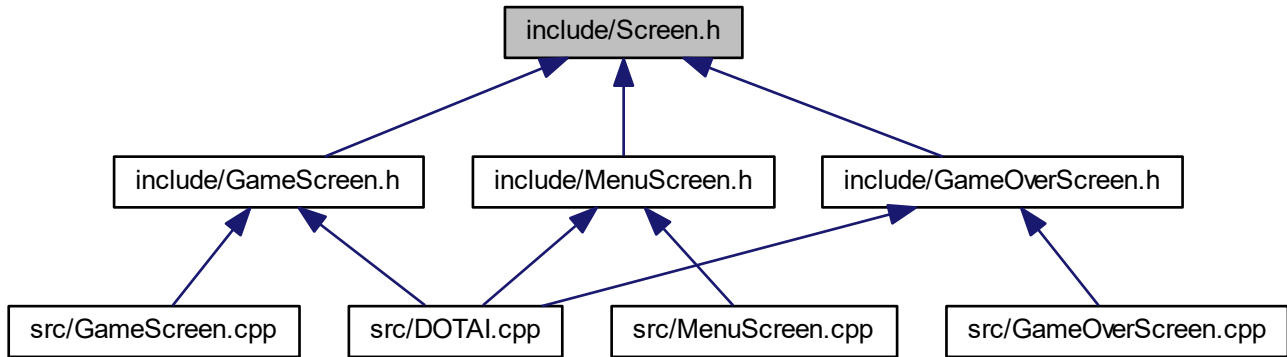 include/Screen.h
include/GameScreen.h
include/MenuScreen.h
include/GameOverScreen.h
src/GameScreen.cpp
src/DOTAI.cpp
src/MenuScreen.cpp
src/GameOverScreen.cpp